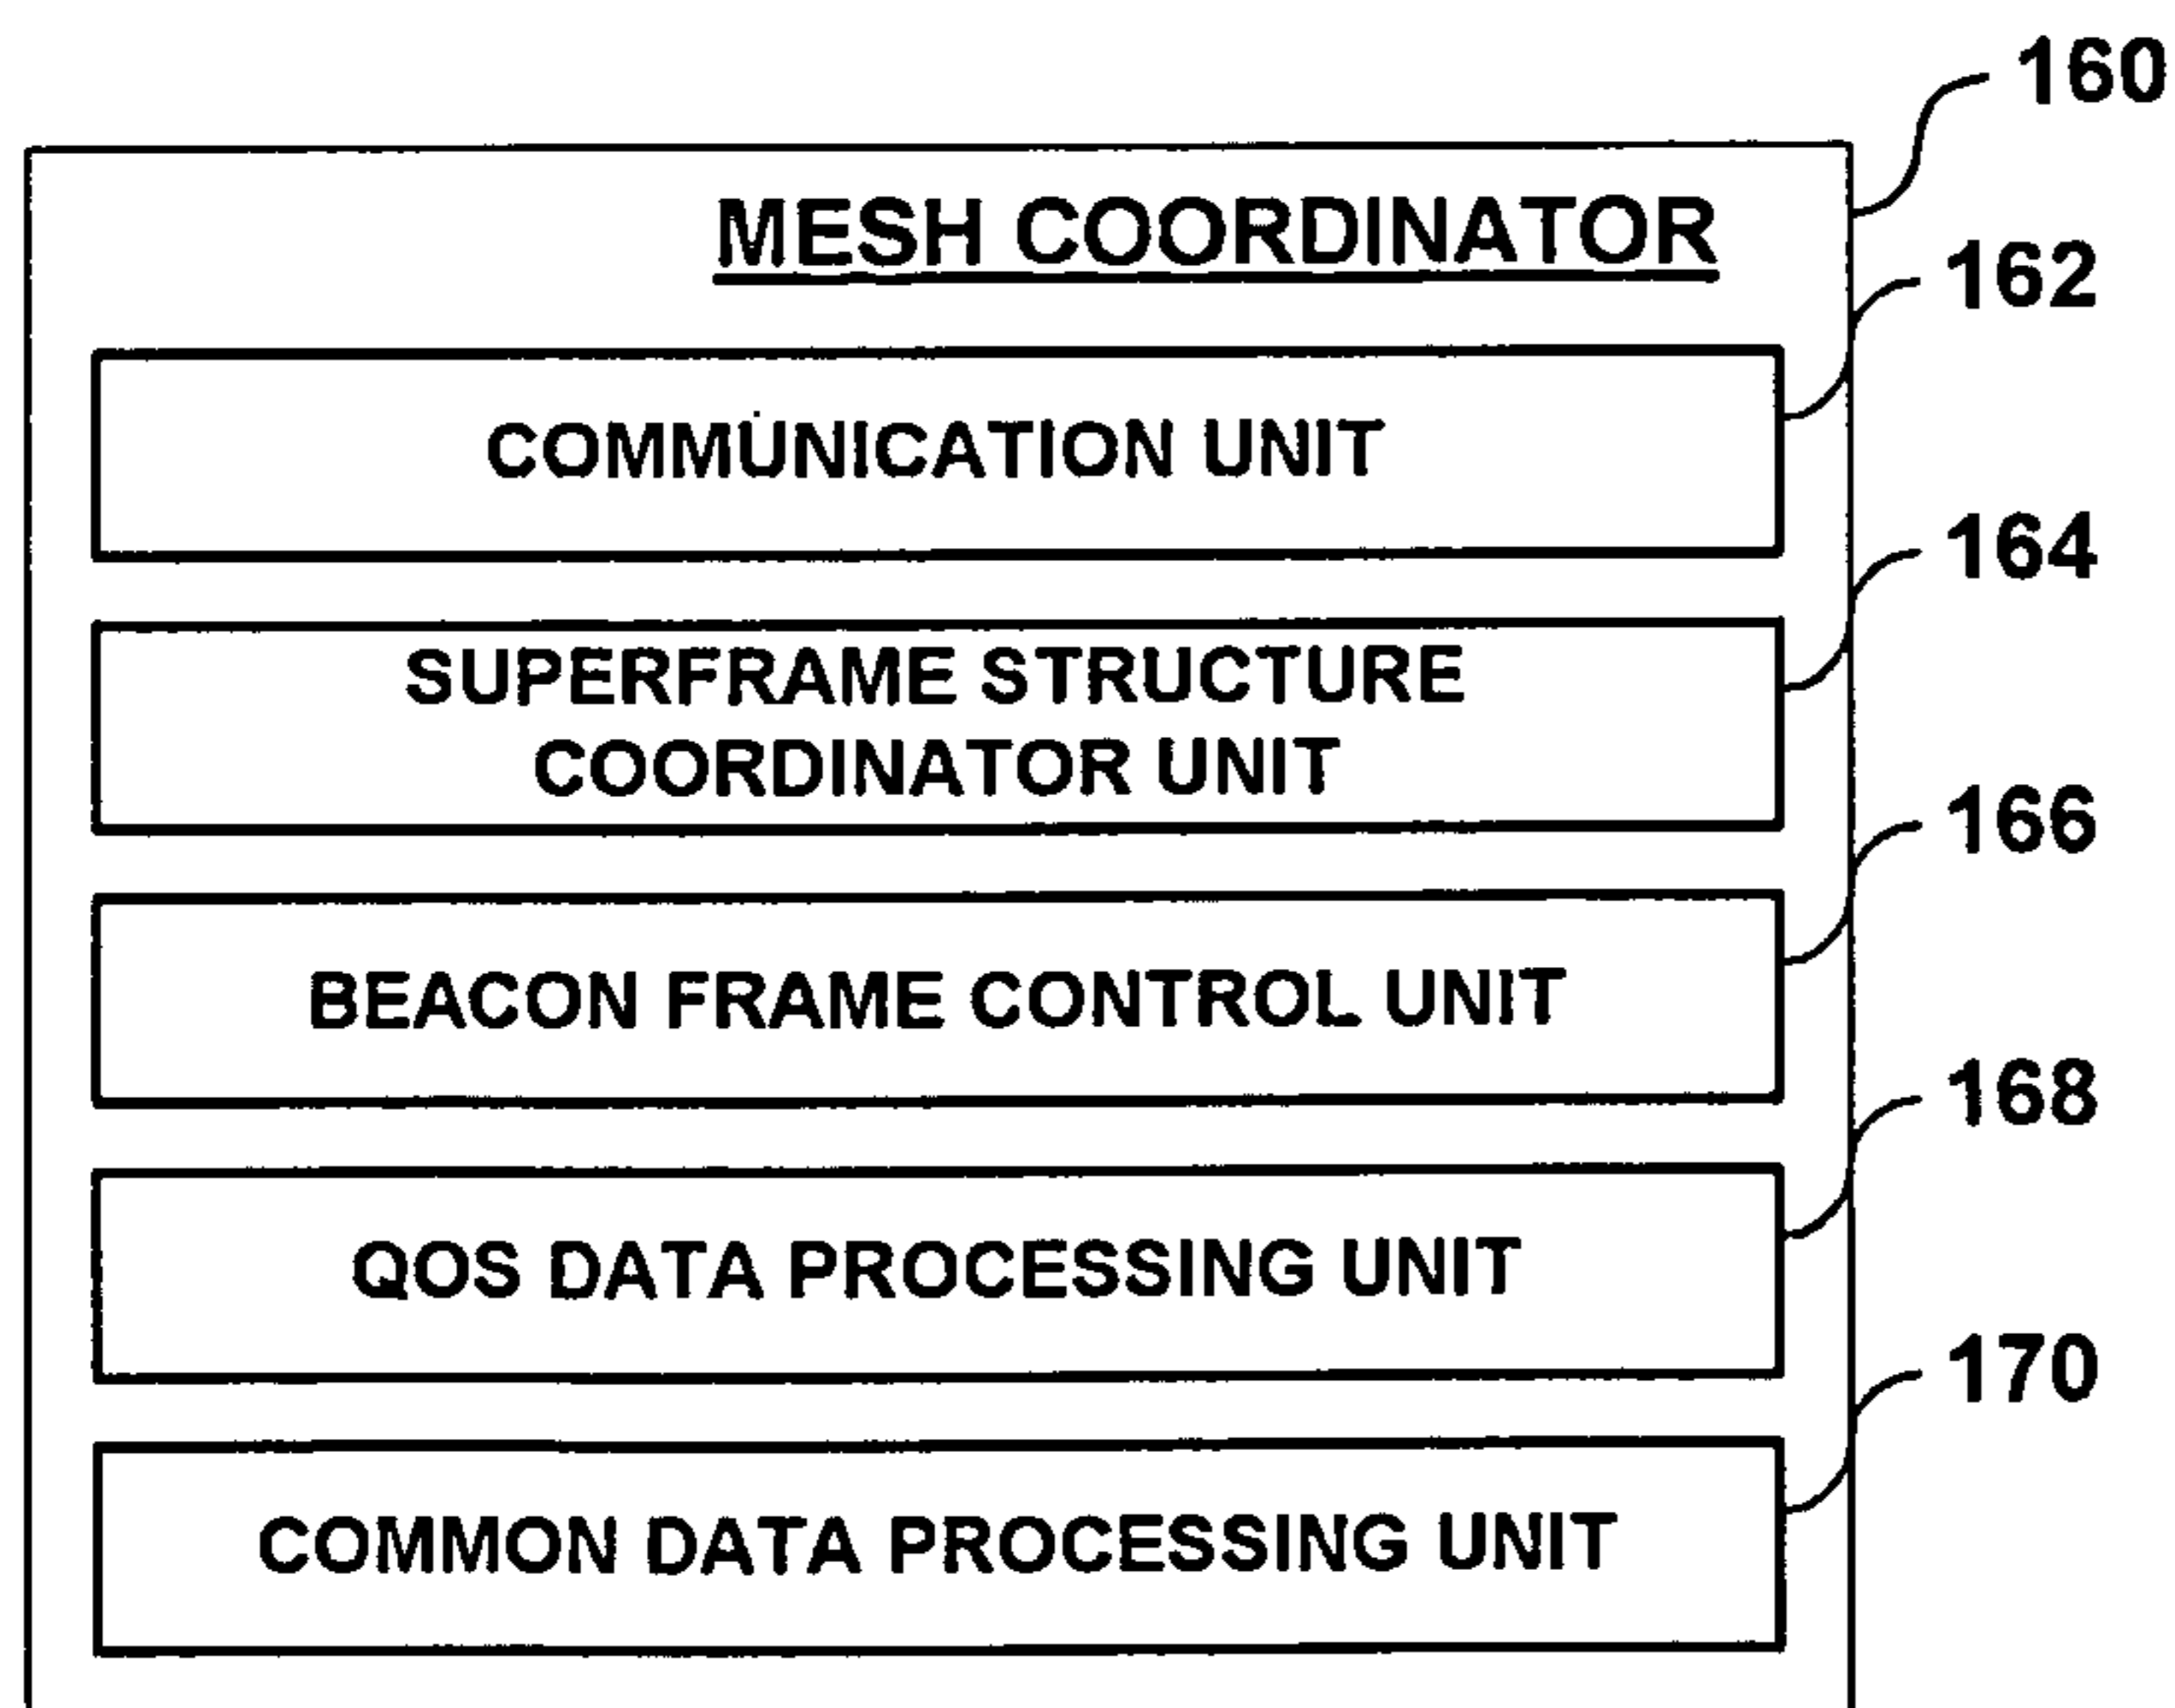 160
MESH COORDINATOR
162
COMMUNICATION UNIT
164
SUPERFRAME STRUCTURE
COORDINATOR UNIT
166
BEACON FRAME CONTROL UNIT
168
QOS DATA PROCESSING UNIT
170
COMMON DATA PROCESSING UNIT